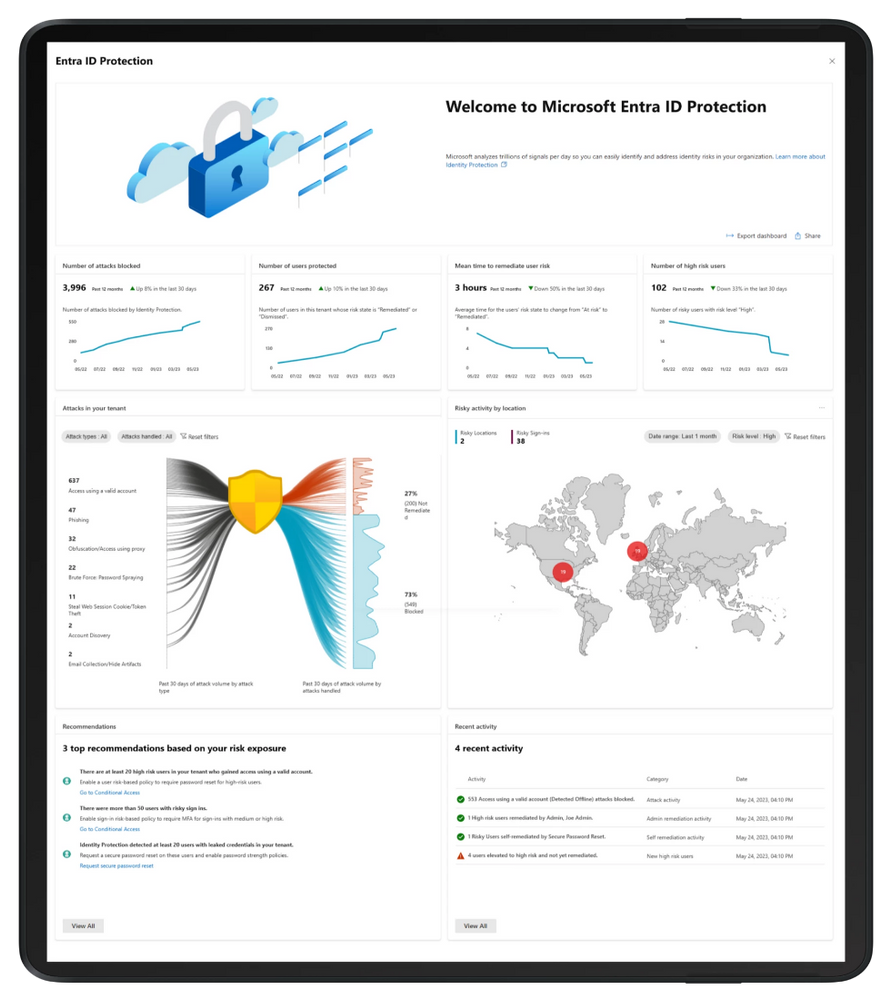 Entra ID Protection
Welcome to Microsoft Entra ID Protection
Microsoft analyzes trillions of signals per day so you can easily identify and address identity risks in your organization. Learn more about
Identity Protection
Export dashboard
Share
Number of attacks blocked
3,996 Past 12 months Up 8% in the last 30 days
Number of attacks blocked by Identity Protection.
0
05/22 07/22 09/22 11/22 03/23 05/23
Number of users protected
267 Past 12 months Up 10% in the last 30 days
Number of users in this tenant whose risk state is "Remediated" or
"Dismissed".
270
130
0
05/22 07/22 09/22 11/22 03/23 05/23
Mean time to remediate user risk
3 hours Past 12 months Down 50% in the last 30 days
Average time for the users' risk state to change from "At risk" to
"Remediated".
8
4
0
05/22 07/22 09/22 11/22 03/23 05/23
Number of high risk users
102 Past 12 months Down 33% in the last 30 days
Number of risky users with risk level "High".
28
14
0
05/22 07/22 09/22 11/22 03/23 05/23
Attacks in your tenant
Attack types : All
Attacks handled : All
Reset filters
637
Access using a valid account
47
Phishing
32
Obfuscation/Access using proxy
22
Brute Force: Password Spraying
11
Steal Web Session Cookie/Token
Theft
2
Account Disovery
2
Email Collection/Hide Artifacts
27%
(200) Not
Remediate
d
73%
(549)
Blocked
Past 30 days of attack volume by attack
type
Past 30 days of attack volume by
attacks handled
Risky activity by location
Risky Locations
2
Risky Sign-ins
38
Date range: Last 1 month
Risk level : High
Reset filters
19
19
Recommendations
3 top recommendations based on your risk exposure
There are at least 20 high risk users in your tenant who gained access using a valid account.
Enable a user risk-based policy to require password reset for high-risk users.
Go to Conditional Access
There were more than 50 users with risky sign ins.
Enable sign-in risk-based policy to require MFA for sign-ins with medium or high risk.
Go to Conditional Access
Identity Protection detected at least 20 users with leaked credentials in your tenant.
Request a secure password reset on these users and enable password strength policies.
Request secure password reset
View All
Recent activity
4 recent activity
Activity Category Date
553 Access using a valid account (Detected Offline) attacks blocked. Attack activity May 24, 2023, 04:10 PM
1 High risk users remediated by Admin, Joe Admin. Admin remediation activity May 24, 2023, 04:10 PM
1 Risky Users self-remediated by Secure Password Reset. Self remediation activity May 24, 2023, 04:10 PM
4 users elevated to high risk and not yet remediated. New high risk users May 24, 2023, 04:10 PM
View All